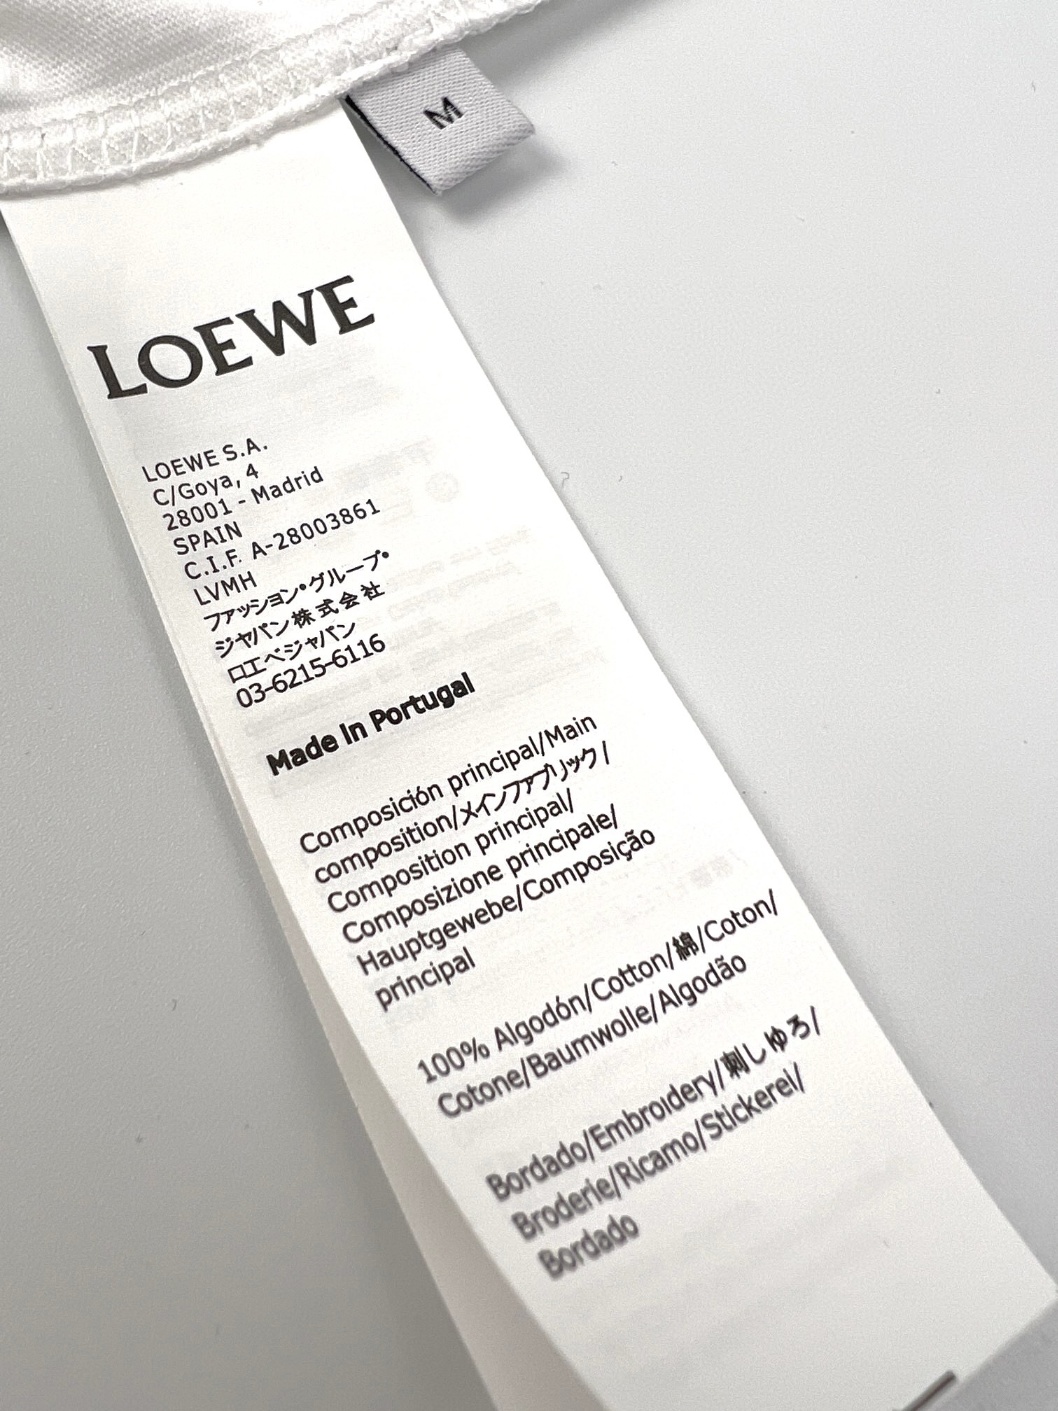 M
LOEWE
LOEWE S.A.
C/Goya, 4
28001 - Madrid
SPAIN
C.I.F. A-28003861
LVMH
ファッション•グループ•
ジャパン株式会社
ロエベジャパン
03-6215-6116
Made In Portugal
Composición principal/Main
composition/メインファブリック/
Composition principal/
Composizione principale/
Hauptgewebe/Composição
principal
100% Algodón/Cotton/綿/Coton/
Cotone/Baumwolle/Algodão
Bordado/Embroidery/刺しゆろ/
Broderie/Ricamo/Stickerei/
Bordado